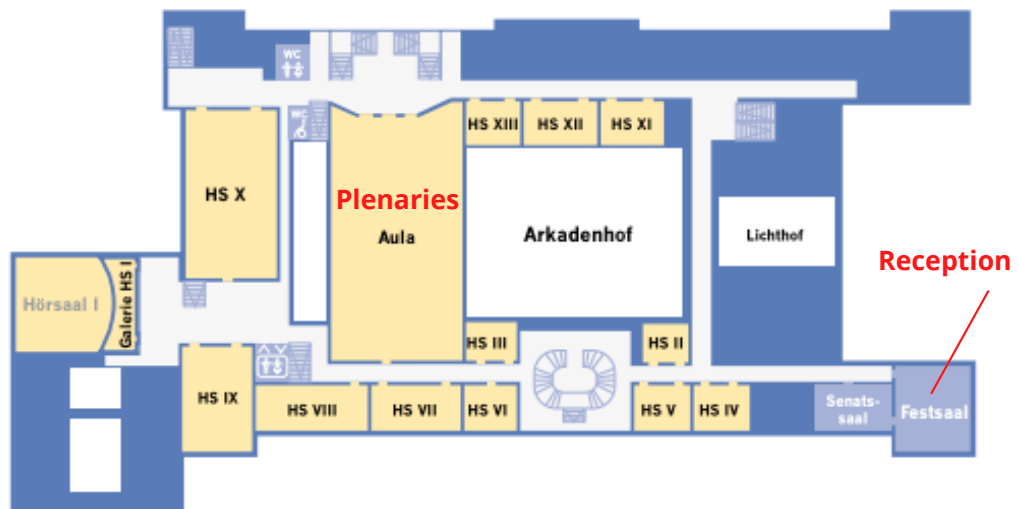 WC
WC
HS XIII
HS XII
HS XI
HS X
Plenaries
Aula
Arkadenhof
Lichthof
Reception
Hörsaal I
Galerie HS I
HS III
HS II
HS IX
HS VIII
HS VII
HS VI
HS V
HS IV
Senats-
saal
Festsaal